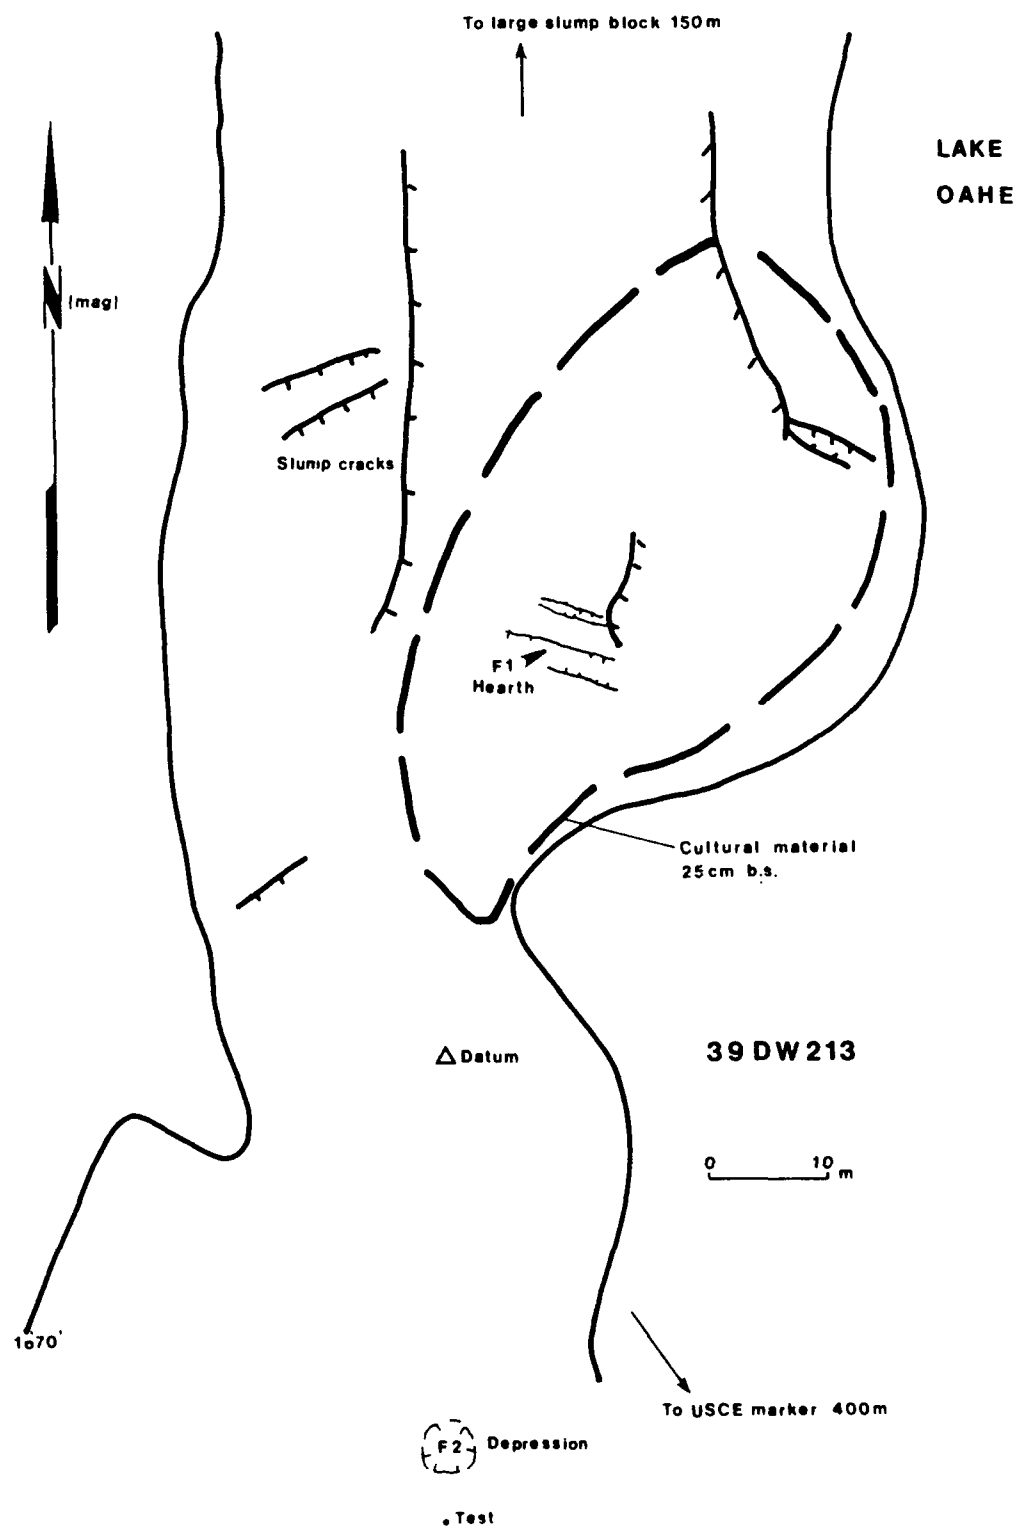 To large slump block 150m
LAKE
OAHE
N
(mag)
Slump cracks
F1
Hearth
Cultural material
25cm b.s.
Datum
39DW213
0 10 m
To USCE marker 400m
F2 Depression
Test